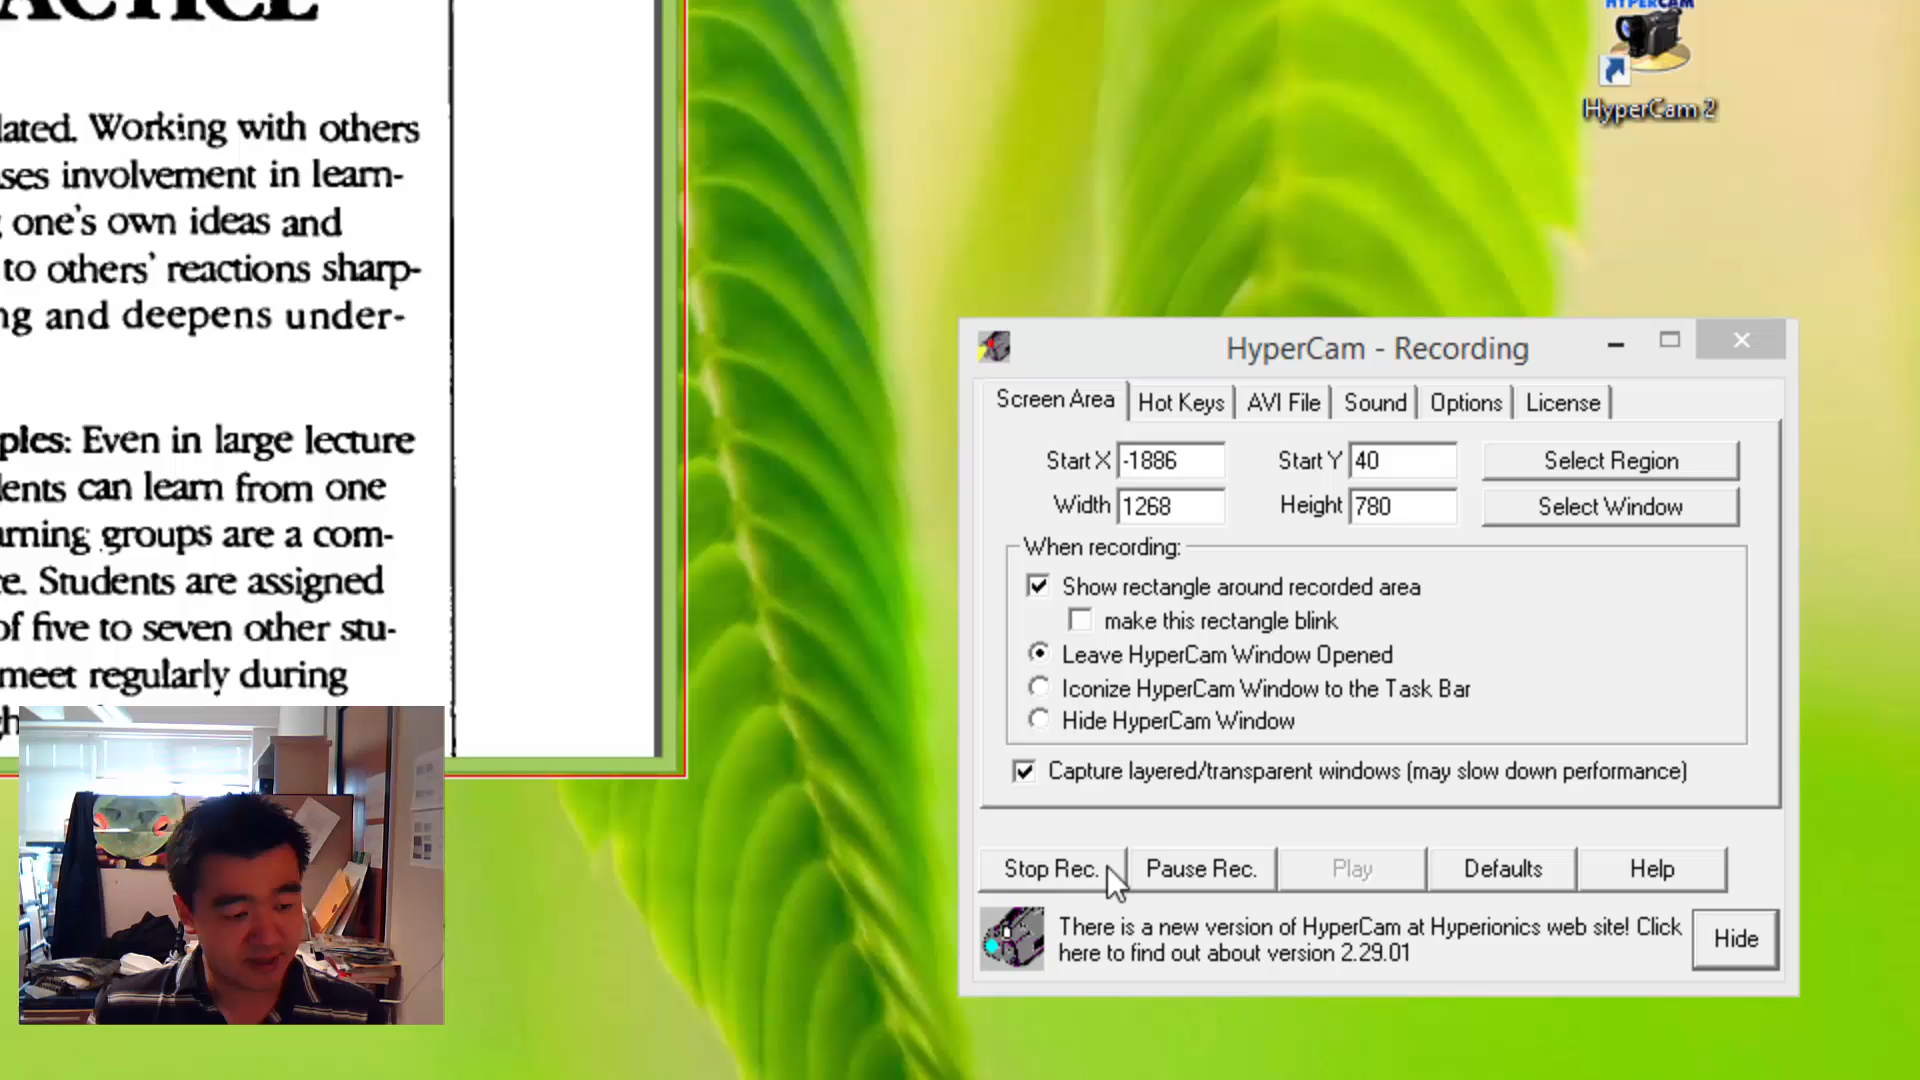 HYPERCAM
HyperCam 2
lated. Working with others
ses involvement in learn-
one's own ideas and
to others' reactions sharp-
ng and deepens under-
ples: Even in large lecture
lents can learn from one
arning groups are a com-
e. Students are assigned
of five to seven other stu-
meet regularly during
HyperCam - Recording
Screen Area Hot Keys AVI File Sound Options License
Start X -1886 Start Y 40 Select Region
Width 1268 Height 780 Select Window
When recording:
Show rectangle around recorded area
make this rectangle blink
Leave HyperCam Window Opened
Iconize HyperCam Window to the Task Bar
Hide HyperCam Window
Capture layered/transparent windows (may slow down performance)
Stop Rec. Pause Rec. Play Defaults Help
There is a new version of HyperCam at Hyperionics web site! Click
here to find out about version 2.29.01
Hide